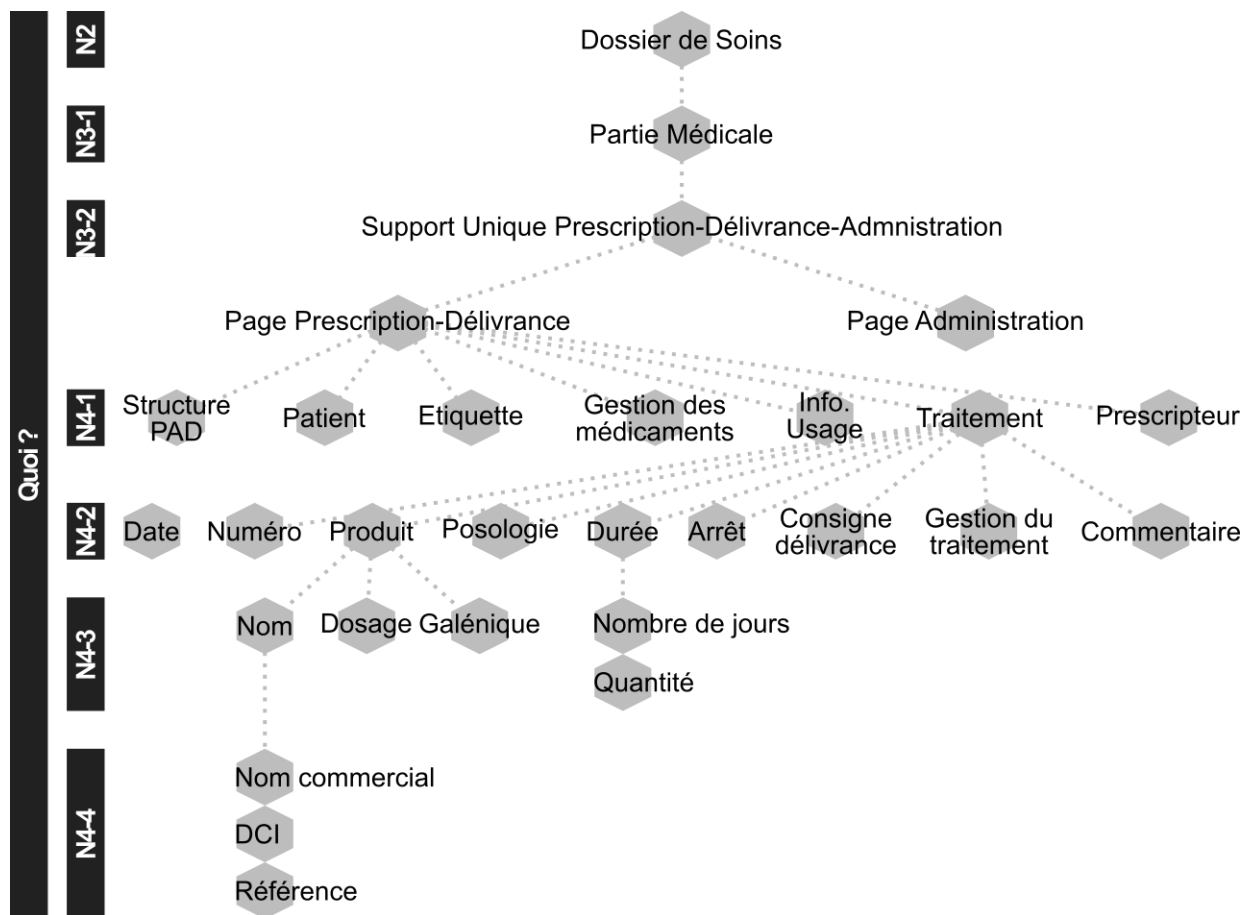 Quoi ?
N2
Dossier de Soins
N3-1
Partie Médicale
N3-2
Support Unique Prescription-Délivrance-Admnistration
Page Prescription-Délivrance
Page Administration
N4-1
Structure
PAD
Patient
Etiquette
Gestion des
médicaments
Info.
Usage
Traitement
Prescripteur
N4-2
Date
Numéro
Produit
Posologie
Durée
Arrêt
Consigne
délivrance
Gestion du
traitement
Commentaire
N4-3
Nom
Dosage
Galénique
Nombre de jours
Quantité
N4-4
Nom commercial
DCI
Référence